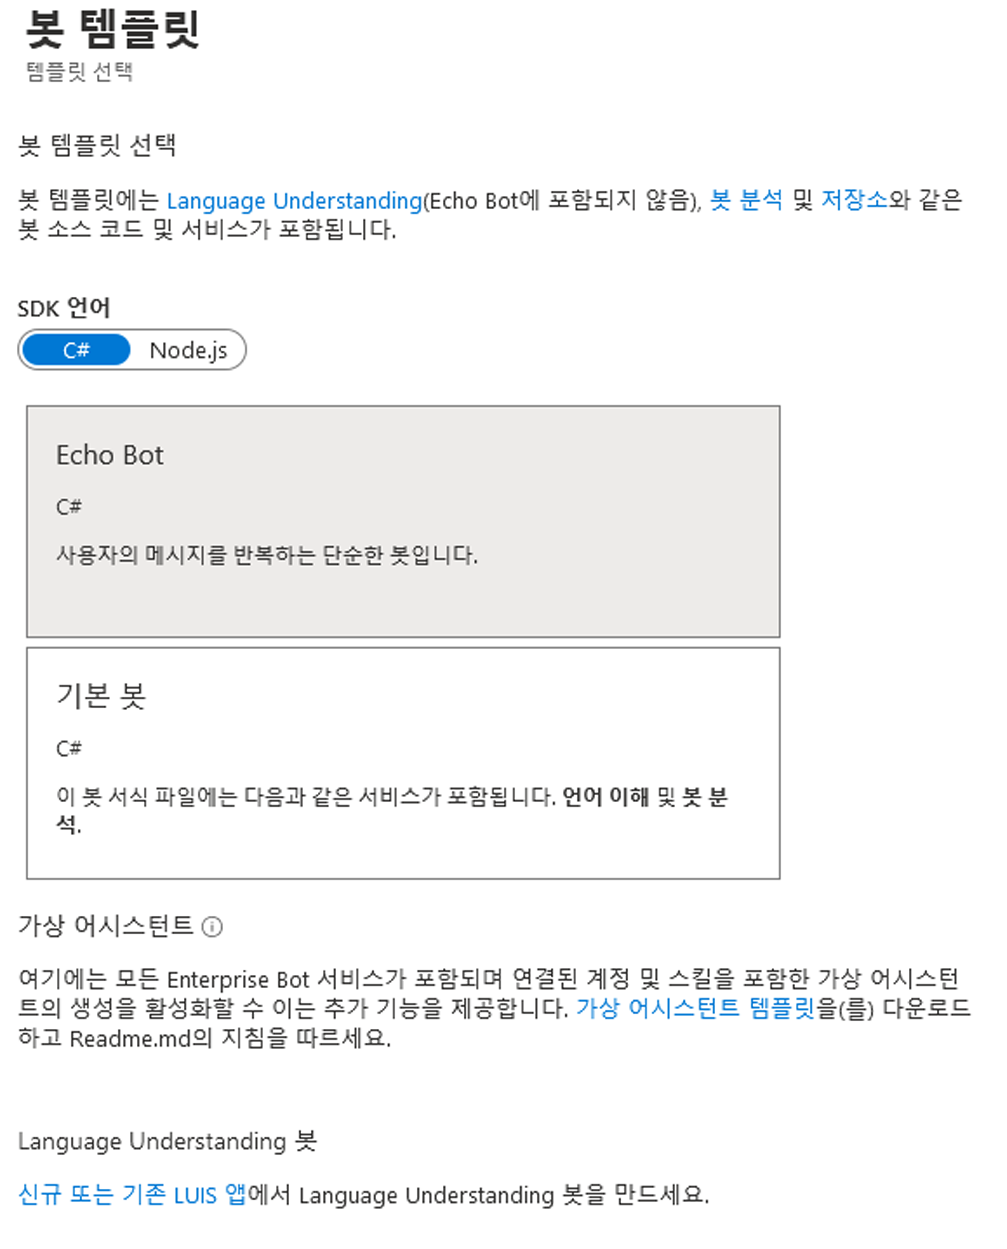 봇 템플릿
템플릿 선택
봇 템플릿 선택
봇 템플릿에는 Language Understanding(Echo Bot에 포함되지 않음), 봇 분석 및 저장소와 같은
봇 소스 코드 및 서비스가 포함됩니다.
SDK 언어
C# Node.js
Echo Bot
C#
사용자의 메시지를 반복하는 단순한 봇입니다.
기본 봇
C#
이 봇 서식 파일에는 다음과 같은 서비스가 포함됩니다. 언어 이해 및 봇 분
석.
가상 어시스턴트
여기에는 모든 Enterprise Bot 서비스가 포함되며 연결된 계정 및 스킬을 포함한 가상 어시스턴
트의 생성을 활성화할 수 이는 추가 기능을 제공합니다. 가상 어시스턴트 템플릿을(를) 다운로드
하고 Readme.md의 지침을 따르세요.
Language Understanding 봇
신규 또는 기존 LUIS 앱에서 Language Understanding 봇을 만드세요.